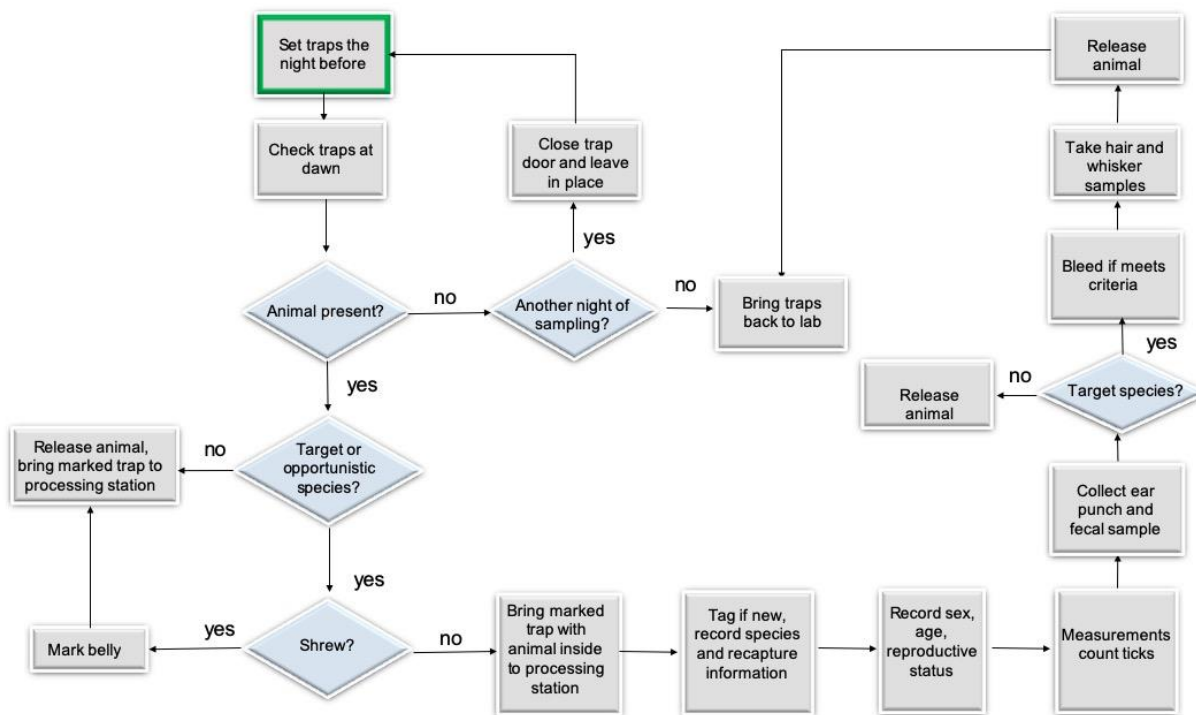 Set traps the
night before
Check traps at
dawn
Close trap
door and leave
in place
yes
Animal present?
no
Another night of
sampling?
no
Bring traps
back to lab
yes
Target or
opportunistic
species?
no
Release animal,
bring marked trap to
processing station
yes
Shrew?
yes
Mark belly
no
Bring marked
trap with
animal inside
to processing
station
Tag if new,
record species
and recapture
information
Record sex,
age,
reproductive
status
Measurements
count ticks
Collect ear
punch and
fecal sample
Target species?
no
Release
animal
yes
Bleed if meets
criteria
Take hair and
whisker
samples
Release
animal